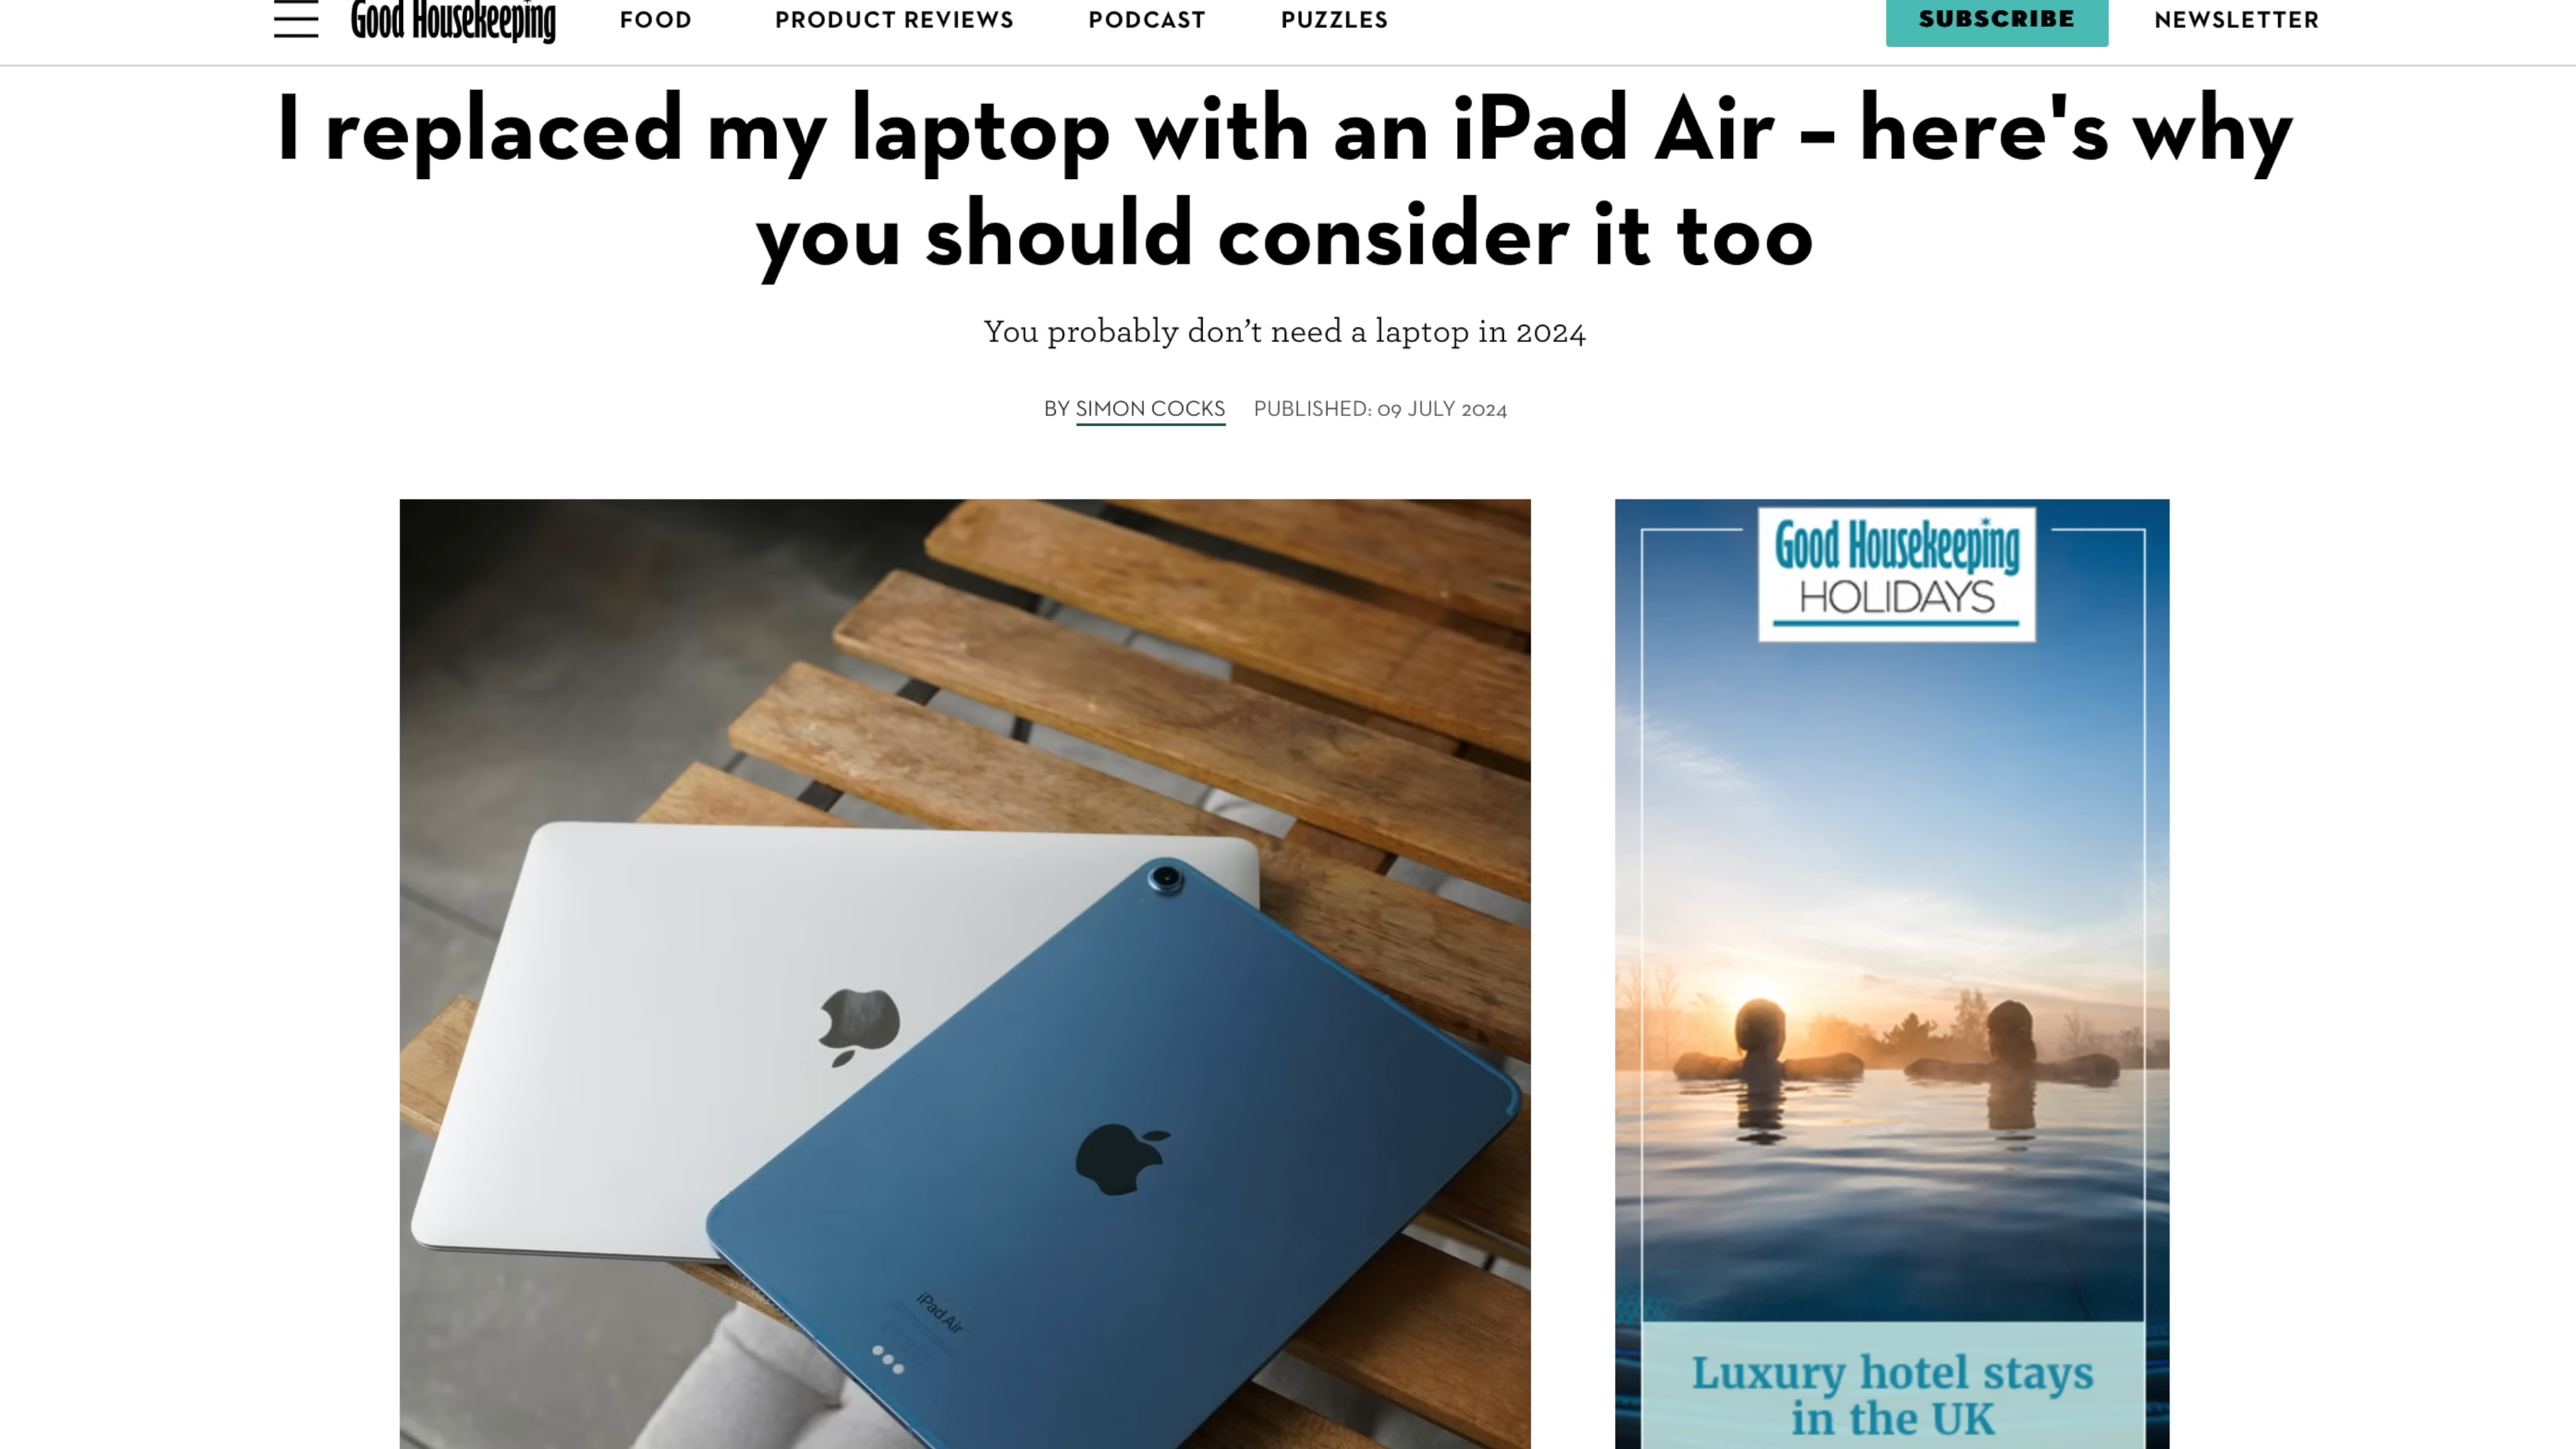 Good Housekeeping FOOD PRODUCT REVIEWS PODCAST PUZZLES SUBSCRIBE NEWSLETTER
I replaced my laptop with an iPad Air – here's why
you should consider it too
You probably don’t need a laptop in 2024
BY SIMON COCKS PUBLISHED: 09 JULY 2024
iPad Air
Good Housekeeping
HOLIDAYS
Luxury hotel stays
in the UK